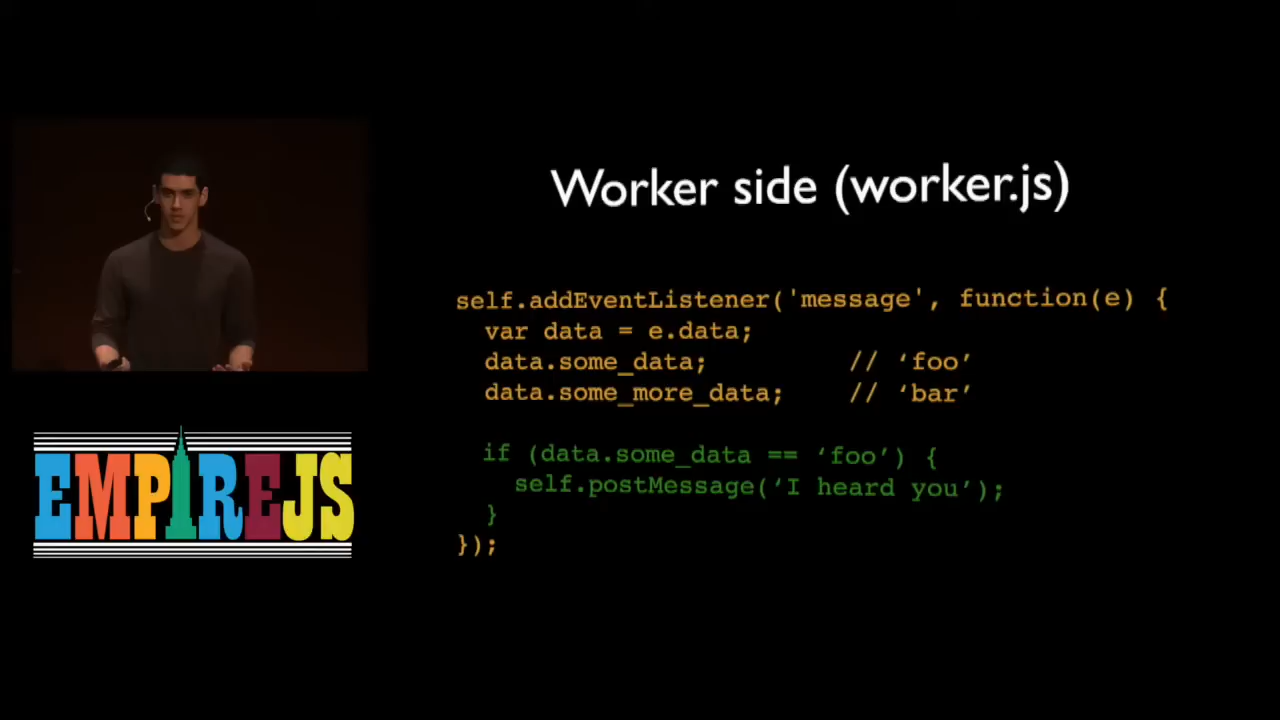 Worker side (worker.js)
self.addEventListener('message', function(e) {
var data = e.data;
data.some_data; // ‘foo’
data.some_more_data; // ‘bar’
if (data.some_data == ‘foo’) {
self.postMessage(‘I heard you’);
}
});
EMPIREJS